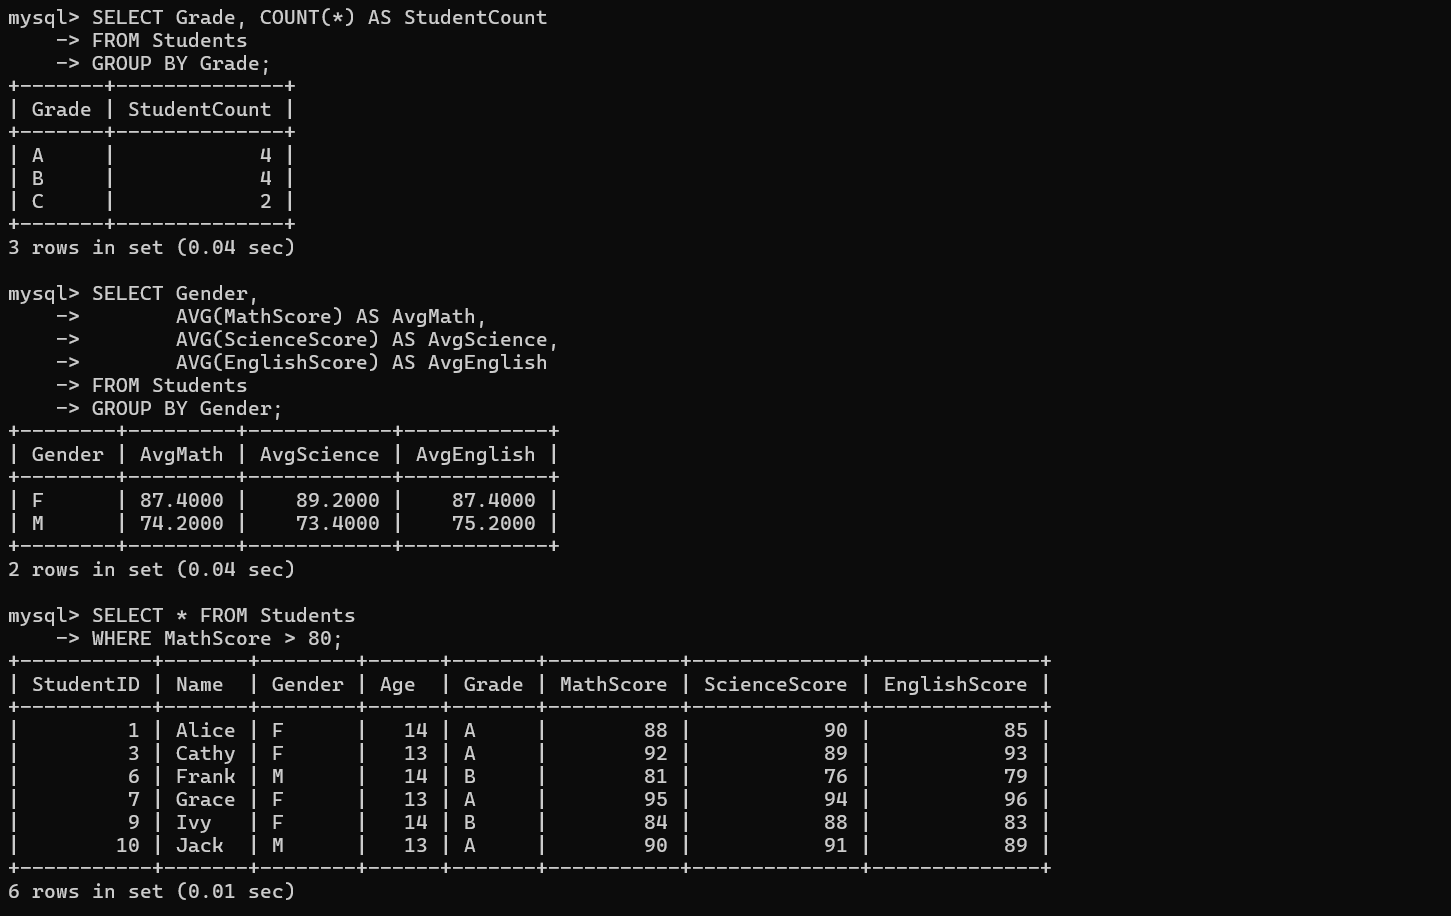 mysql> SELECT Grade, COUNT(*) AS StudentCount
    -> FROM Students
    -> GROUP BY Grade;
+-------+--------------+
| Grade | StudentCount |
+-------+--------------+
| A     |            4 |
| B     |            4 |
| C     |            2 |
+-------+--------------+
3 rows in set (0.04 sec)

mysql> SELECT Gender,
    ->        AVG(MathScore) AS AvgMath,
    ->        AVG(ScienceScore) AS AvgScience,
    ->        AVG(EnglishScore) AS AvgEnglish
    -> FROM Students
    -> GROUP BY Gender;
+--------+---------+------------+------------+
| Gender | AvgMath | AvgScience | AvgEnglish |
+--------+---------+------------+------------+
| F      | 87.4000 |    89.2000 |    87.4000 |
| M      | 74.2000 |    73.4000 |    75.2000 |
+--------+---------+------------+------------+
2 rows in set (0.04 sec)

mysql> SELECT * FROM Students
    -> WHERE MathScore > 80;
+-----------+-------+--------+------+-------+-----------+--------------+--------------+
| StudentID | Name  | Gender | Age  | Grade | MathScore | ScienceScore | EnglishScore |
+-----------+-------+--------+------+-------+-----------+--------------+--------------+
|         1 | Alice | F      |   14 | A     |        88 |           90 |           85 |
|         3 | Cathy | F      |   13 | A     |        92 |           89 |           93 |
|         6 | Frank | M      |   14 | B     |        81 |           76 |           79 |
|         7 | Grace | F      |   13 | A     |        95 |           94 |           96 |
|         9 | Ivy   | F      |   14 | B     |        84 |           88 |           83 |
|        10 | Jack  | M      |   13 | A     |        90 |           91 |           89 |
+-----------+-------+--------+------+-------+-----------+--------------+--------------+
6 rows in set (0.01 sec)